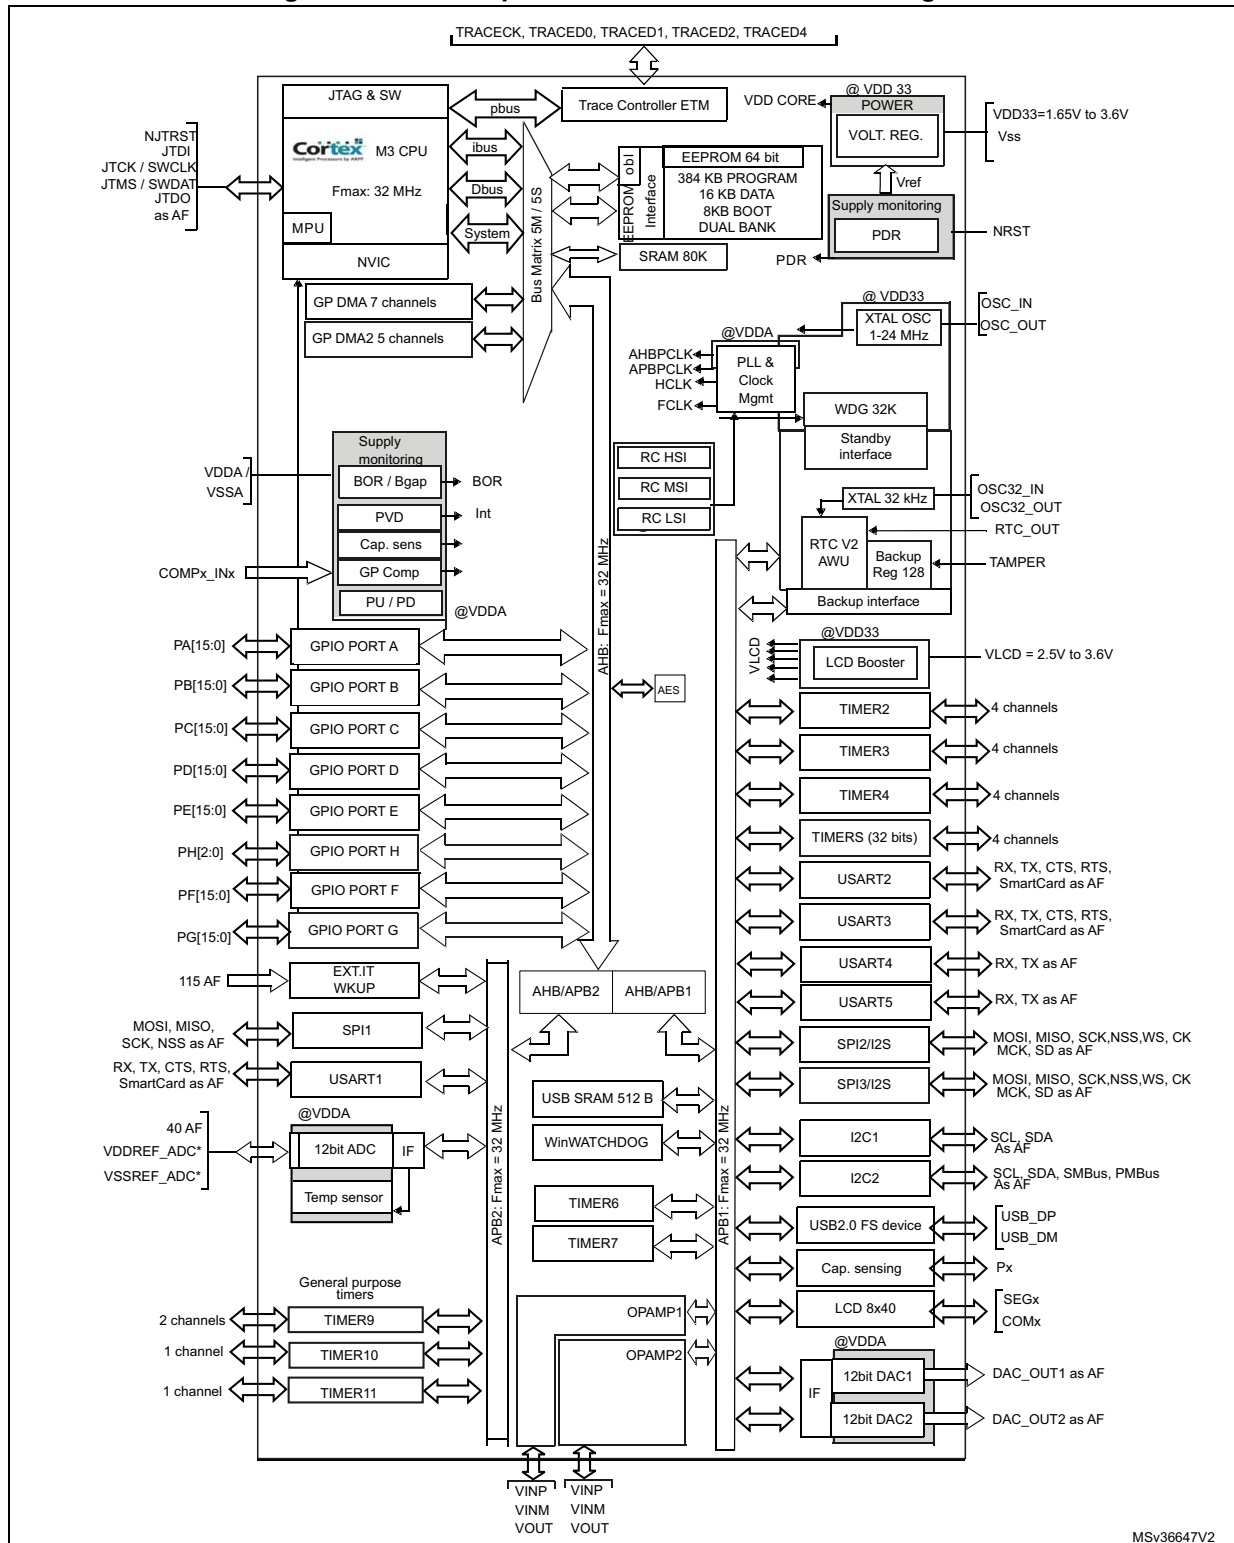 TRACECK, TRACED0, TRACED1, TRACED2, TRACED4
JTAG & SW
pbus
Trace Controller ETM
VDD CORE
@ VDD 33
POWER
VOLT. REG.
VDD33=1.65V to 3.6V
Vss
NJTRST
JTDI
JTCK / SWCLK
JTMS / SWDAT
JTDO
as AF
Cortex
Intelligent Processors by ARM®
M3 CPU
Fmax: 32 MHz
MPU
NVIC
ibus
Dbus
System
Bus Matrix 5M / 5S
EEPROM
Interface
obl
EEPROM 64 bit
384 KB PROGRAM
16 KB DATA
8KB BOOT
DUAL BANK
SRAM 80K
Vref
Supply monitoring
PDR
NRST
PDR
GP DMA 7 channels
GP DMA2 5 channels
@ VDD33
XTAL OSC
1-24 MHz
OSC_IN
OSC_OUT
@VDDA
PLL &
Clock
Mgmt
AHBPCLK
APBPCLK
HCLK
FCLK
WDG 32K
Standby
interface
RC HSI
RC MSI
RC LSI
Supply
monitoring
VDDA /
VSSA
BOR / Bgap
BOR
PVD
Int
Cap. sens
GP Comp
COMPx_INx
PU / PD
@VDDA
XTAL 32 kHz
OSC32_IN
OSC32_OUT
RTC_OUT
RTC V2
AWU
Backup
Reg 128
TAMPER
Backup interface
AHB: Fmax = 32 MHz
PA[15:0]
GPIO PORT A
PB[15:0]
GPIO PORT B
PC[15:0]
GPIO PORT C
PD[15:0]
GPIO PORT D
PE[15:0]
GPIO PORT E
PH[2:0]
GPIO PORT H
PF[15:0]
GPIO PORT F
PG[15:0]
GPIO PORT G
AES
@VDD33
VLCD
LCD Booster
VLCD = 2.5V to 3.6V
TIMER2
4 channels
TIMER3
4 channels
TIMER4
4 channels
TIMERS (32 bits)
4 channels
USART2
RX, TX, CTS, RTS,
SmartCard as AF
USART3
RX, TX, CTS, RTS,
SmartCard as AF
USART4
RX, TX as AF
USART5
RX, TX as AF
SPI2/I2S
MOSI, MISO, SCK,NSS,WS, CK
MCK, SD as AF
SPI3/I2S
MOSI, MISO, SCK,NSS,WS, CK
MCK, SD as AF
I2C1
SCL, SDA
As AF
I2C2
SCL, SDA, SMBus, PMBus
As AF
USB2.0 FS device
USB_DP
USB_DM
Cap. sensing
Px
LCD 8x40
SEGx
COMx
@VDDA
IF
12bit DAC1
DAC_OUT1 as AF
12bit DAC2
DAC_OUT2 as AF
115 AF
EXT.IT
WKUP
AHB/APB2
AHB/APB1
MOSI, MISO,
SCK, NSS as AF
SPI1
RX, TX, CTS, RTS,
SmartCard as AF
USART1
@VDDA
40 AF
VDDREF_ADC*
VSSREF_ADC*
12bit ADC
IF
Temp sensor
APB2: Fmax = 32 MHz
USB SRAM 512 B
WinWATCHDOG
TIMER6
TIMER7
APB1: Fmax = 32 MHz
General purpose
timers
2 channels
TIMER9
1 channel
TIMER10
1 channel
TIMER11
OPAMP1
OPAMP2
VINP
VINM
VOUT
VINP
VINM
VOUT
MSv36647V2